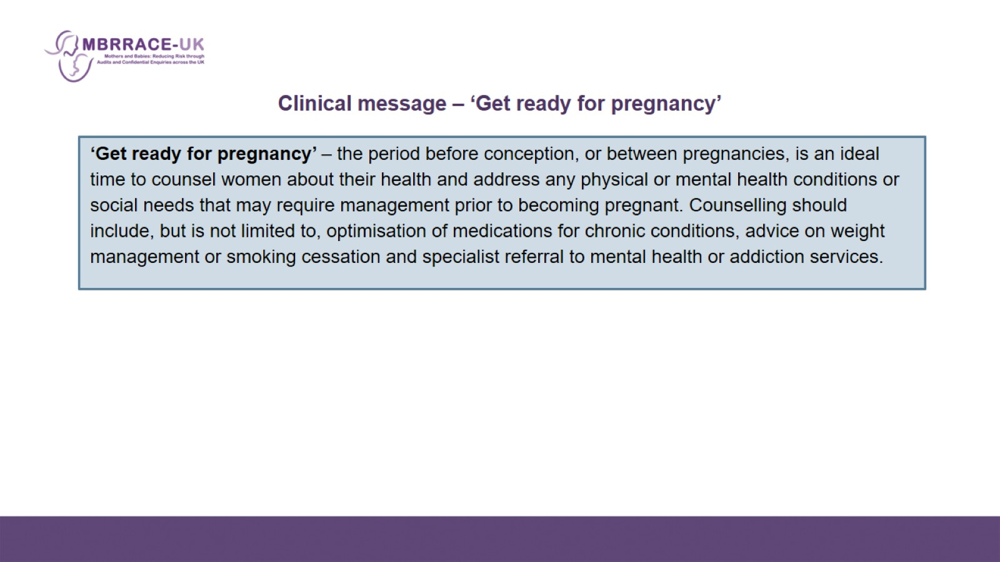 MBRRACE-UK
Mothers and Babies: Reducing Risk through
Audits and Confidential Enquiries across the UK
Clinical message – ‘Get ready for pregnancy’
‘Get ready for pregnancy’ – the period before conception, or between pregnancies, is an ideal
time to counsel women about their health and address any physical or mental health conditions or
social needs that may require management prior to becoming pregnant. Counselling should
include, but is not limited to, optimisation of medications for chronic conditions, advice on weight
management or smoking cessation and specialist referral to mental health or addiction services.